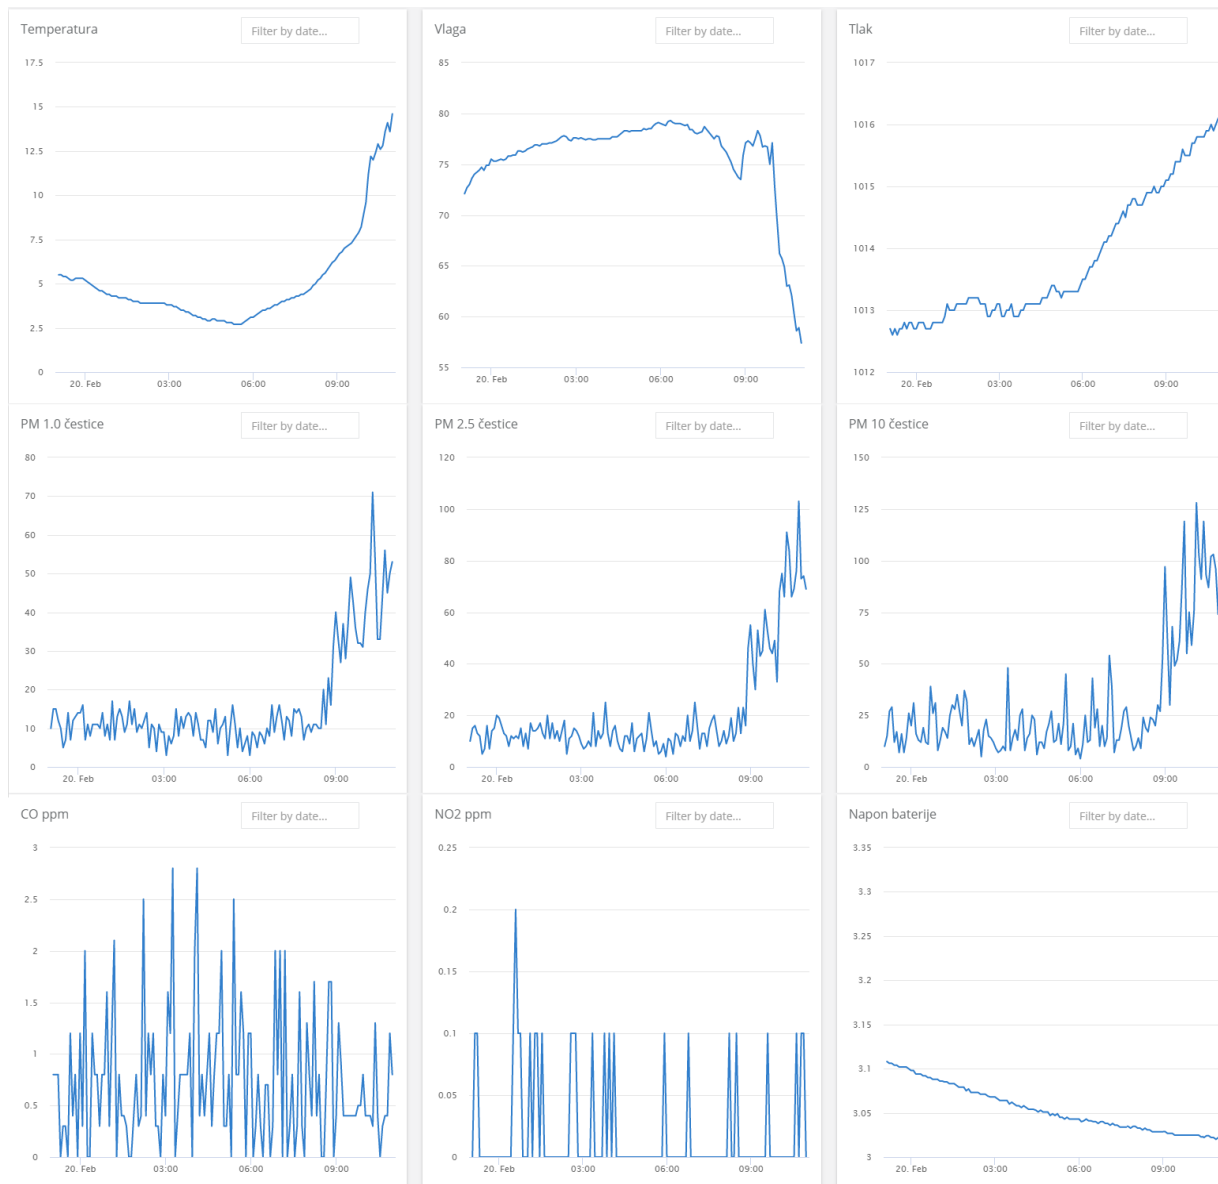 Temperatura
Filter by date...
17.5
15
12.5
10
7.5
5
2.5
0
20. Feb 03:00 06:00 09:00
Vlaga
Filter by date...
85
80
75
70
65
60
55
20. Feb 03:00 06:00 09:00
Tlak
Filter by date...
1017
1016
1015
1014
1013
1012
20. Feb 03:00 06:00 09:00
PM 1.0 čestice
Filter by date...
80
70
60
50
40
30
20
10
0
20. Feb 03:00 06:00 09:00
PM 2.5 čestice
Filter by date...
120
100
80
60
40
20
0
20. Feb 03:00 06:00 09:00
PM 10 čestice
Filter by date...
150
125
100
75
50
25
0
20. Feb 03:00 06:00 09:00
CO ppm
Filter by date...
3
2.5
2
1.5
1
0.5
0
20. Feb 03:00 06:00 09:00
NO2 ppm
Filter by date...
0.25
0.2
0.15
0.1
0.05
0
20. Feb 03:00 06:00 09:00
Napon baterije
Filter by date...
3.35
3.3
3.25
3.2
3.15
3.1
3.05
3
20. Feb 03:00 06:00 09:00